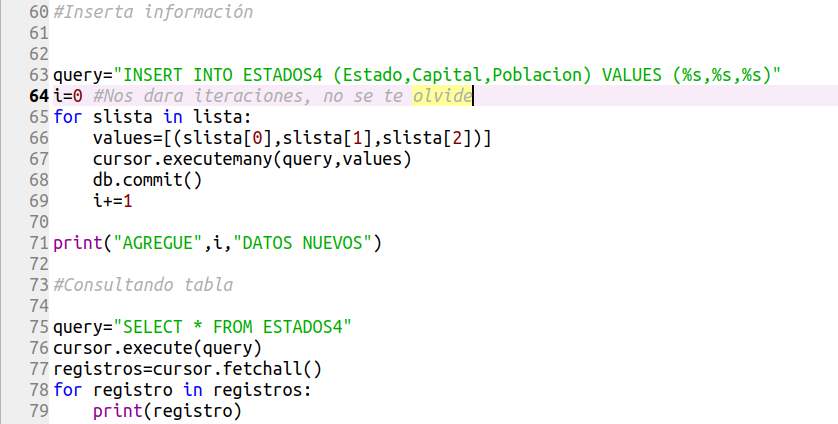 60 #Inserta información
61
62
63 query="INSERT INTO ESTADOS4 (Estado,Capital,Poblacion) VALUES (%s,%s,%s)"
64 i=0 #Nos dara iteraciones, no se te olvide
65 for slista in lista:
66     values=[(slista[0],slista[1],slista[2])]
67     cursor.executemany(query,values)
68     db.commit()
69     i+=1
70
71 print("AGREGUE",i,"DATOS NUEVOS")
72
73 #Consultando tabla
74
75 query="SELECT * FROM ESTADOS4"
76 cursor.execute(query)
77 registros=cursor.fetchall()
78 for registro in registros:
79     print(registro)